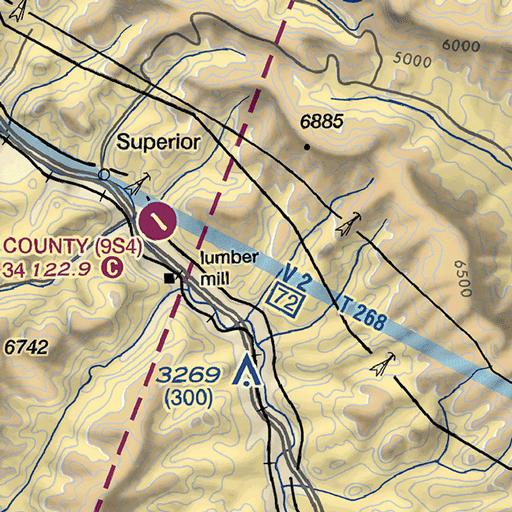 6000
5000
6885
Superior
COUNTY (9S4)
34 122.9 C
lumber
mill
V 2
72
T 268
6500
6742
3269
(300)